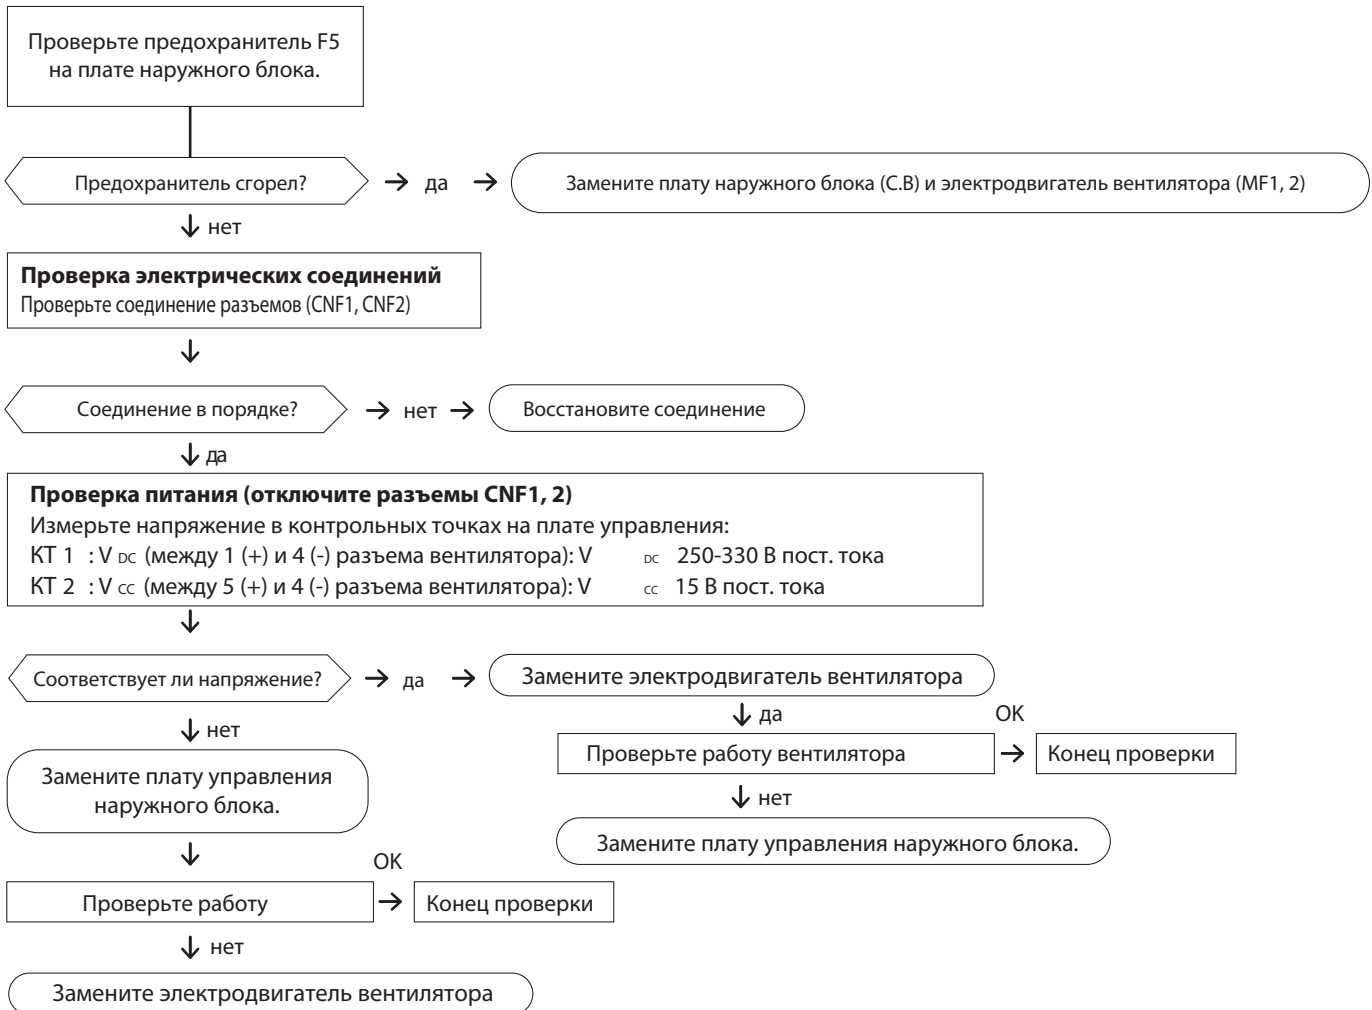 Проверьте предохранитель F5
на плате наружного блока.
Предохранитель сгорел?
да
Замените плату наружного блока (C.B) и электродвигатель вентилятора (MF1, 2)
нет
Проверка электрических соединений
Проверьте соединение разъемов (CNF1, CNF2)
Соединение в порядке?
нет
Восстановите соединение
да
Проверка питания (отключите разъемы CNF1, 2)
Измерьте напряжение в контрольных точках на плате управления:
КТ 1 : V DC (между 1 (+) и 4 (-) разъема вентилятора): V DC 250-330 В пост. тока
КТ 2 : V CC (между 5 (+) и 4 (-) разъема вентилятора): V CC 15 В пост. тока
Соответствует ли напряжение?
да
Замените электродвигатель вентилятора
да
OK
Проверьте работу вентилятора
Конец проверки
нет
Замените плату управления наружного блока.
нет
Замените плату управления
наружного блока.
OK
Проверьте работу
Конец проверки
нет
Замените электродвигатель вентилятора